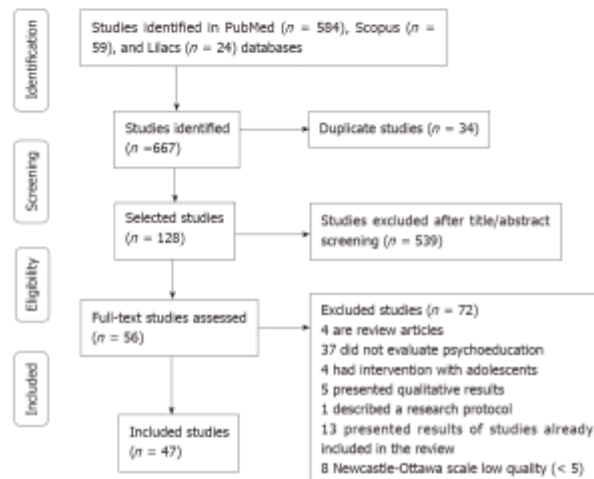 Identification
Studies identified in PubMed (n = 584), Scopus (n =
59), and Lilacs (n = 24) databases
Studies identified
(n =667)
Duplicate studies (n = 34)
Screening
Selected studies
(n = 128)
Studies excluded after title/abstract
screening (n = 539)
Eligibility
Full-text studies assessed
(n = 56)
Excluded studies (n = 72)
4 are review articles
37 did not evaluate psychoeducation
4 had intervention with adolescents
5 presented qualitative results
1 described a research protocol
13 presented results of studies already
included in the review
8 Newcastle-Ottawa scale low quality (< 5)
Included
Included studies
(n = 47)